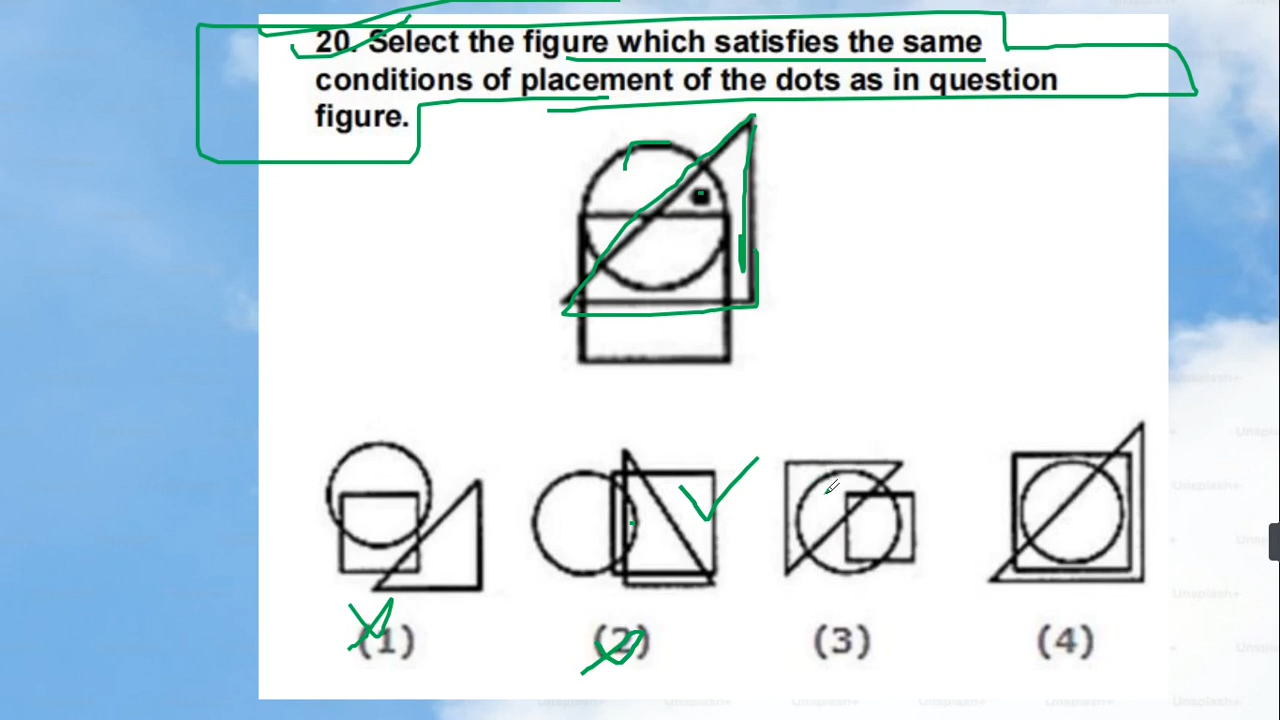 20. Select the figure which satisfies the same
conditions of placement of the dots as in question
figure.
(1) (2) (3) (4)
Unsplash+